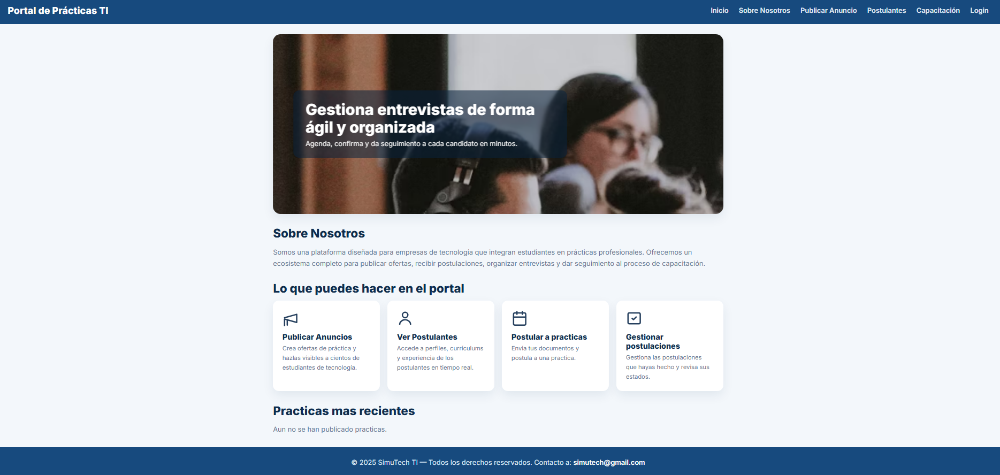 Portal de Prácticas TI
Inicio Sobre Nosotros Publicar Anuncio Postulantes Capacitación Login
Gestiona entrevistas de forma
ágil y organizada
Agenda, confirma y da seguimiento a cada candidato en minutos.
Sobre Nosotros
Somos una plataforma diseñada para empresas de tecnología que integran estudiantes en prácticas profesionales. Ofrecemos un
ecosistema completo para publicar ofertas, recibir postulaciones, organizar entrevistas y dar seguimiento al proceso de capacitación.
Lo que puedes hacer en el portal
Publicar Anuncios
Crea ofertas de práctica y
hazlas visibles a cientos de
estudiantes de tecnología.
Ver Postulantes
Accede a perfiles, currículums
y experiencia de los
postulantes en tiempo real.
Postular a practicas
Envia tus documentos y
postula a una practica.
Gestionar
postulaciones
Gestiona las postulaciones
que hayas hecho y revisa sus
estados.
Practicas mas recientes
Aun no se han publicado practicas.
© 2025 SimuTech TI — Todos los derechos reservados. Contacto a: simutech@gmail.com